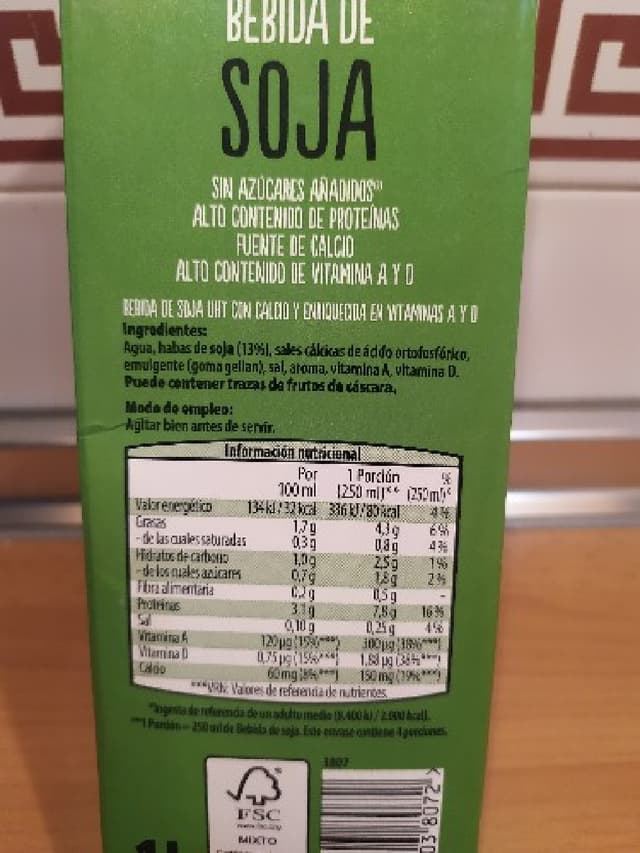 BEBIDA DE
SOJA
SIN AZÚCARES AÑADIDOS
ALTO CONTENIDO DE PROTEÍNAS
FUENTE DE CALCIO
ALTO CONTENIDO DE VITAMINA A Y D
BEBIDA DE SOJA UHT CON CALCIO Y ENRIQUECIDA EN VITAMINAS A Y D
Ingredientes:
Agua, habas de soja (13%), sales cálcicas de ácido ortofosfórico,
emulgente (goma gellan), sal, aroma, vitamina A, vitamina D.
Puede contener trazas de frutos de cáscara.
Modo de empleo:
Agitar bien antes de servir.
Información nutricional
Por 1 Porción %
100 ml (250 ml)** (250 ml)*
Valor energético 134 kJ/32 kcal 336 kJ/80 kcal 4%
Grasas 1,7 g 4,3 g 6%
- de las cuales saturadas 0,3 g 0,8 g 4%
Hidratos de carbono 1,0 g 2,5 g 1%
- de los cuales azúcares 0,7 g 1,8 g 2%
Fibra alimentaria 0,2 g 0,5 g -
Proteínas 3,1 g 7,8 g 16%
Sal 0,10 g 0,25 g 4%
Vitamina A 120 µg (15%***) 300 µg (38%***)
Vitamina D 0,75 µg (15%***) 1,88 µg (38%***)
Calcio 60 mg (8%***) 150 mg (19%***)
***VRN: Valores de referencia de nutrientes.
*Ingesta de referencia de un adulto medio (8.400 kJ / 2.000 kcal).
**1 Porción = 250 ml de Bebida de soja. Este envase contiene 4 porciones.
3807
FSC
MIXTO
03 8072 >
1L